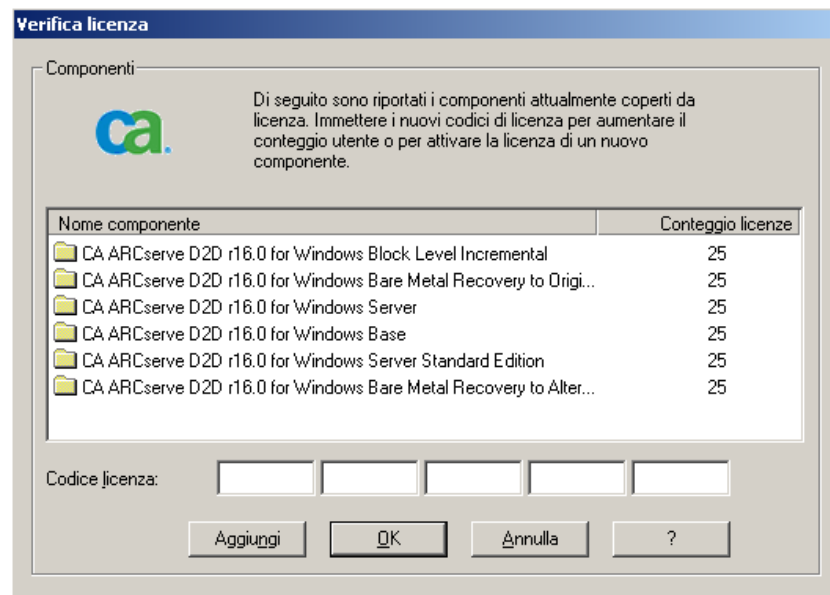 Verifica licenza
Componenti
ca.
Di seguito sono riportati i componenti attualmente coperti da
licenza. Immettere i nuovi codici di licenza per aumentare il
conteggio utente o per attivare la licenza di un nuovo
componente.
Nome componente Conteggio licenze
CA ARCserve D2D r16.0 for Windows Block Level Incremental 25
CA ARCserve D2D r16.0 for Windows Bare Metal Recovery to Origi... 25
CA ARCserve D2D r16.0 for Windows Server 25
CA ARCserve D2D r16.0 for Windows Base 25
CA ARCserve D2D r16.0 for Windows Server Standard Edition 25
CA ARCserve D2D r16.0 for Windows Bare Metal Recovery to Alter... 25
Codice licenza:
Aggiungi OK Annulla ?